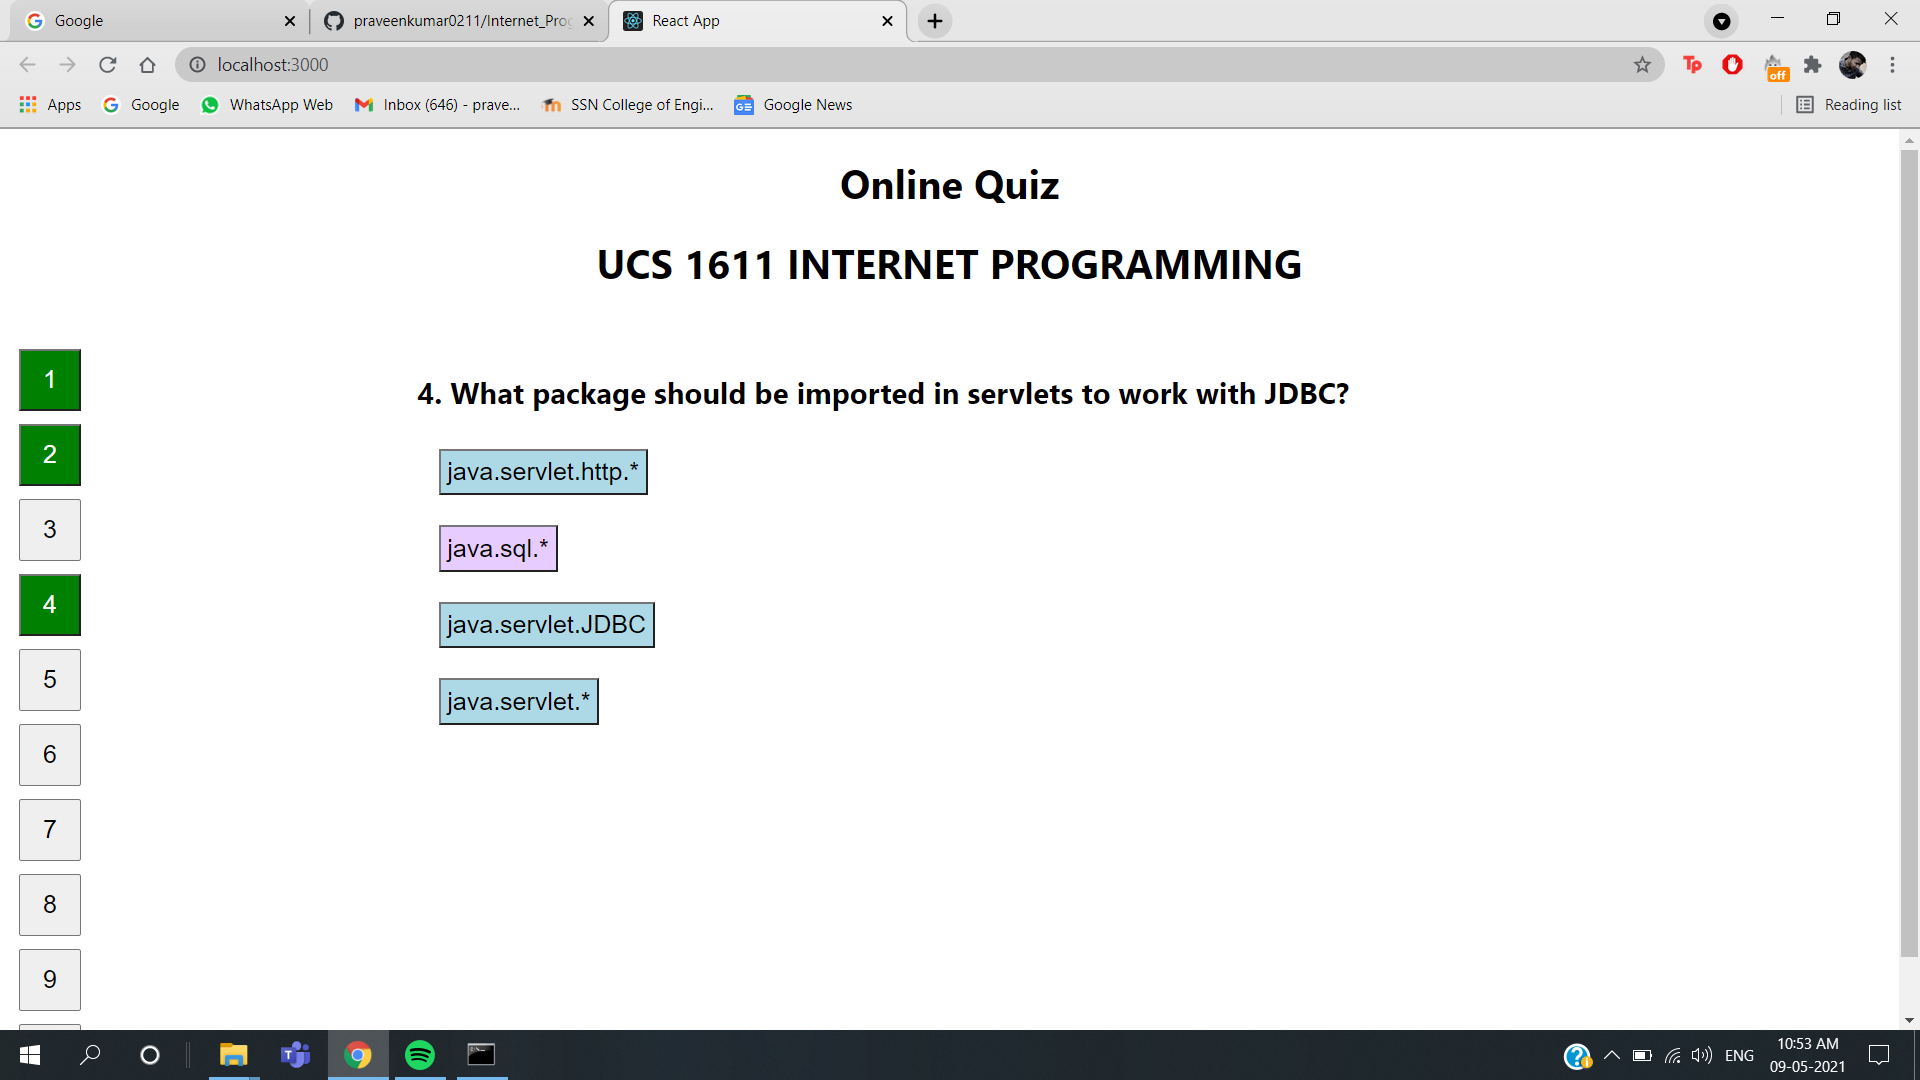 Google
praveenkumar0211/Internet_Prog
React App
localhost:3000
Tp
off
Apps
Google
WhatsApp Web
Inbox (646) - prave...
SSN College of Engi...
Google News
Reading list
Online Quiz
UCS 1611 INTERNET PROGRAMMING
1
2
3
4
5
6
7
8
9
4. What package should be imported in servlets to work with JDBC?
java.servlet.http.*
java.sql.*
java.servlet.JDBC
java.servlet.*
ENG
10:53 AM
09-05-2021